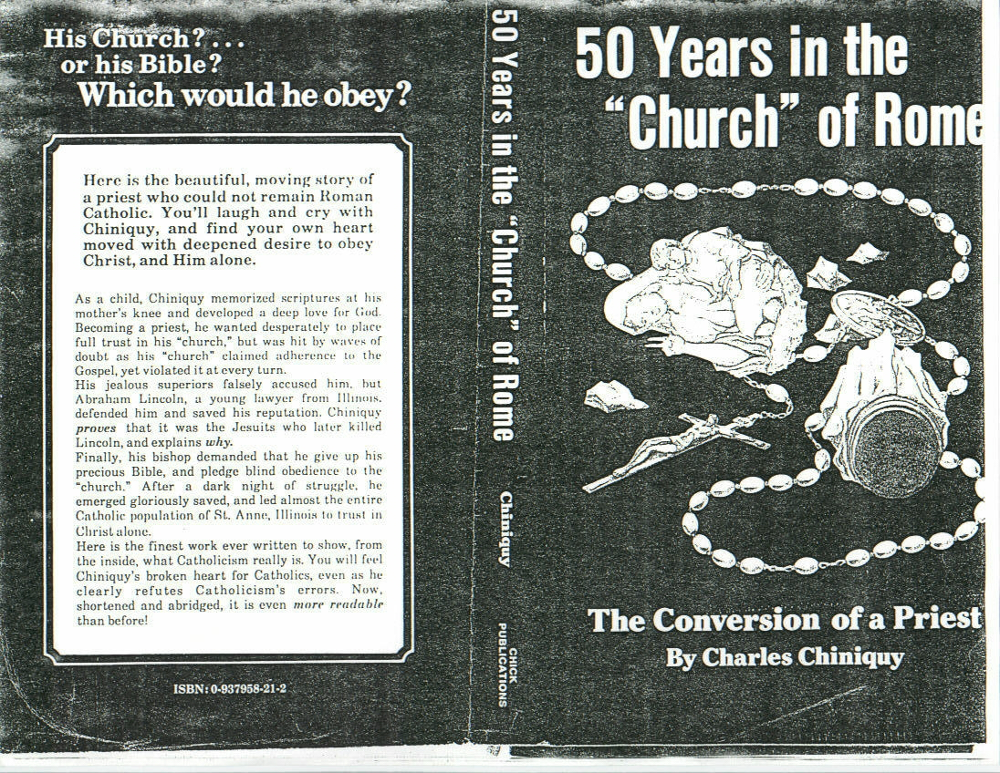 His Church? . . .
or his Bible?
Which would he obey?
Here is the beautiful, moving story of
a priest who could not remain Roman
Catholic. You'll laugh and cry with
Chiniquy, and find your own heart
moved with deepened desire to obey
Christ, and Him alone.
As a child, Chiniquy memorized scriptures at his
mother's knee and developed a deep love for God.
Becoming a priest, he wanted desperately to place
full trust in his "church," but was hit by waves of
doubt as his "church" claimed adherence to the
Gospel, yet violated it at every turn.
His jealous superiors falsely accused him, but
Abraham Lincoln, a young lawyer from Illinois,
defended him and saved his reputation. Chiniquy
proves that it was the Jesuits who later killed
Lincoln, and explains why.
Finally, his bishop demanded that he give up his
precious Bible, and pledge blind obedience to the
"church." After a dark night of struggle, he
emerged gloriously saved, and led almost the entire
Catholic population of St. Anne, Illinois to trust in
Christ alone.
Here is the finest work ever written to show, from
the inside, what Catholicism really is. You will feel
Chiniquy's broken heart for Catholics, even as he
clearly refutes Catholicism's errors. Now,
shortened and abridged, it is even more readable
than before!
ISBN: 0-937958-21-2
50 Years in the "Church" of Rome
Chiniquy
CHICK
PUBLICATIONS
50 Years in the
"Church" of Rome
The Conversion of a Priest
By Charles Chiniquy